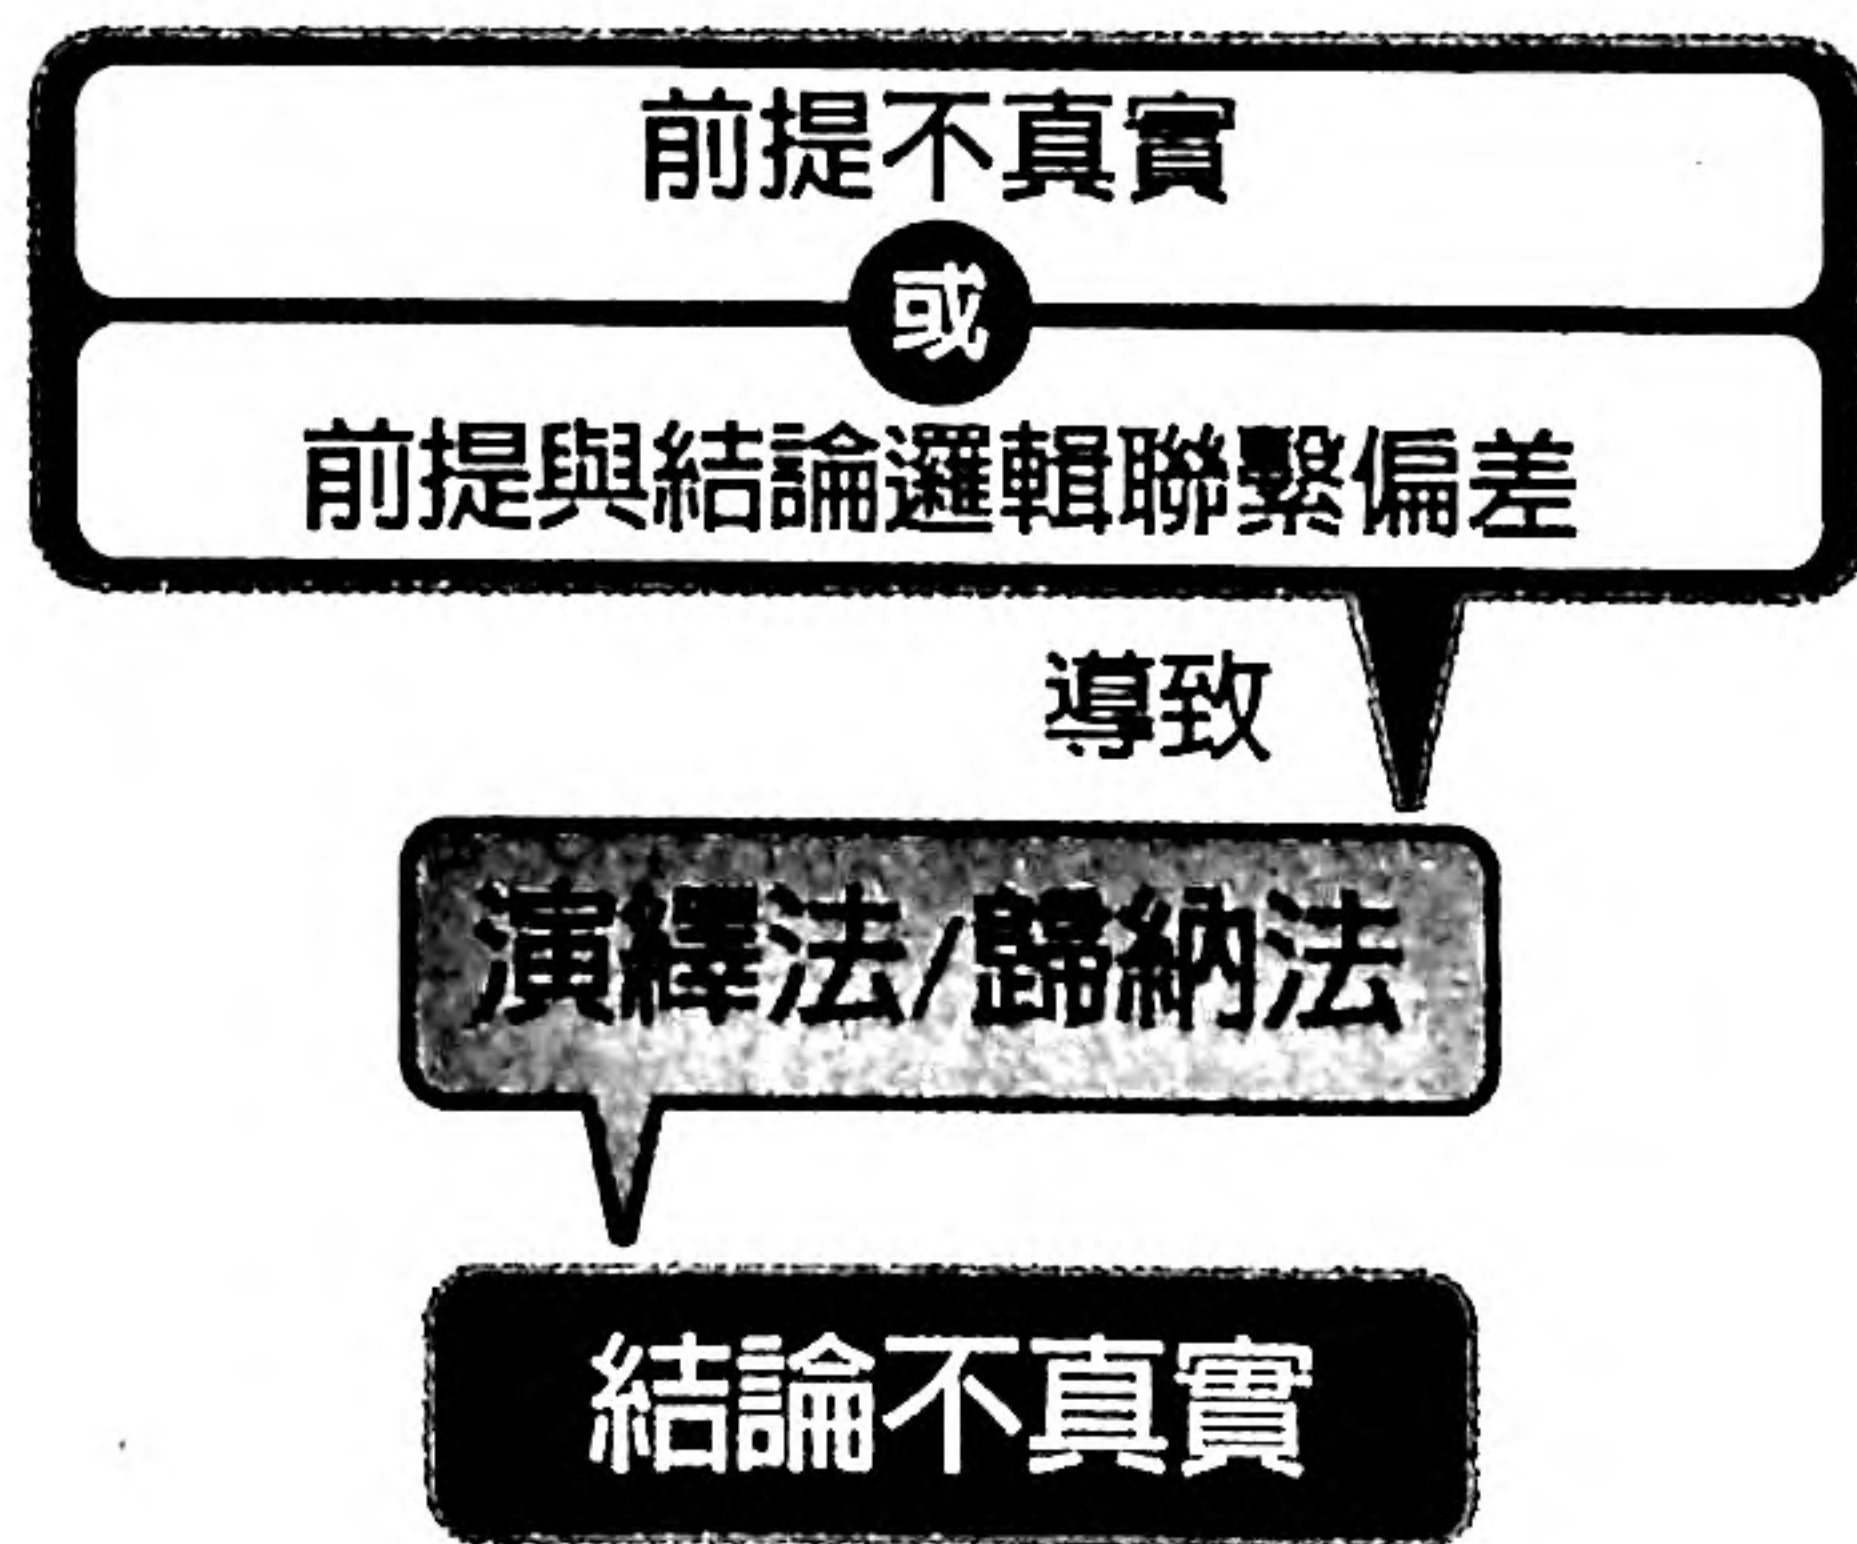 前提不真實
或
前提與結論邏輯聯繫偏差
導致
演繹法/歸納法
結論不真實